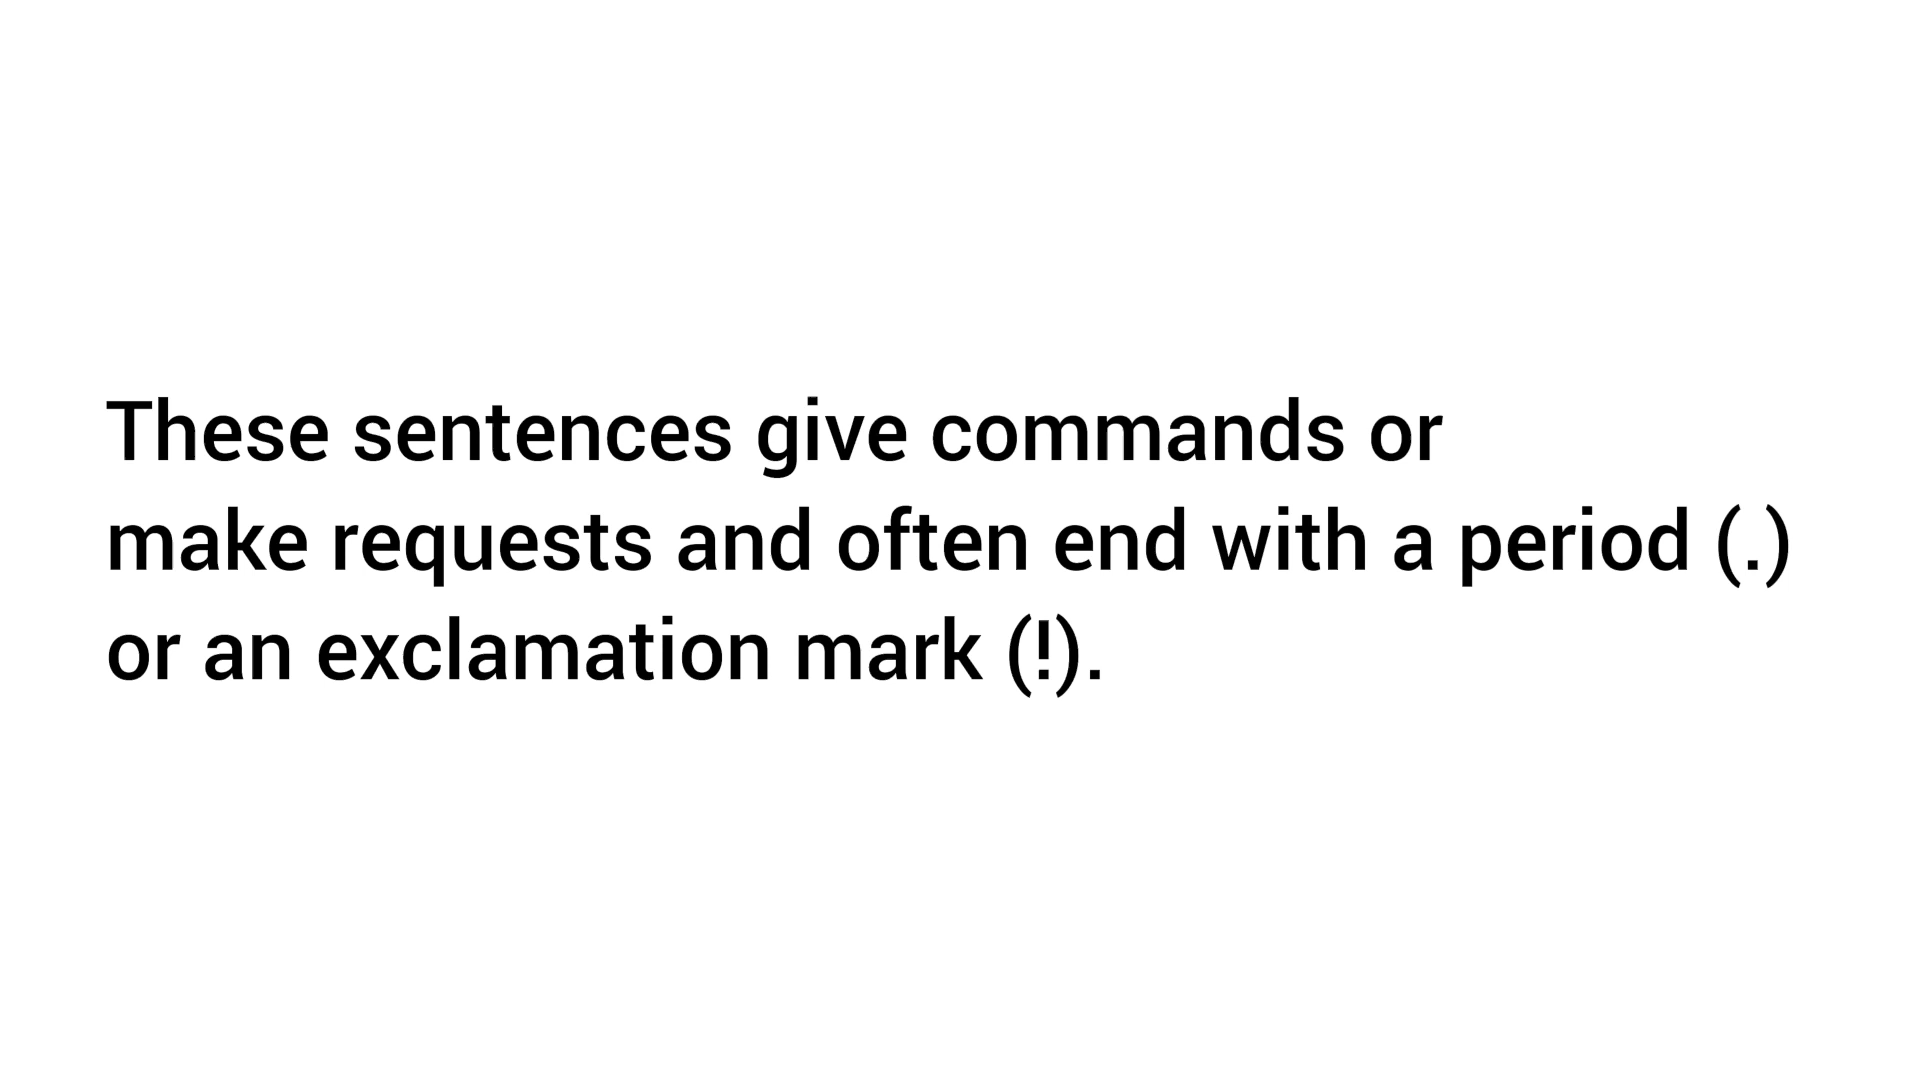 These sentences give commands or
make requests and often end with a period (.)
or an exclamation mark (!).